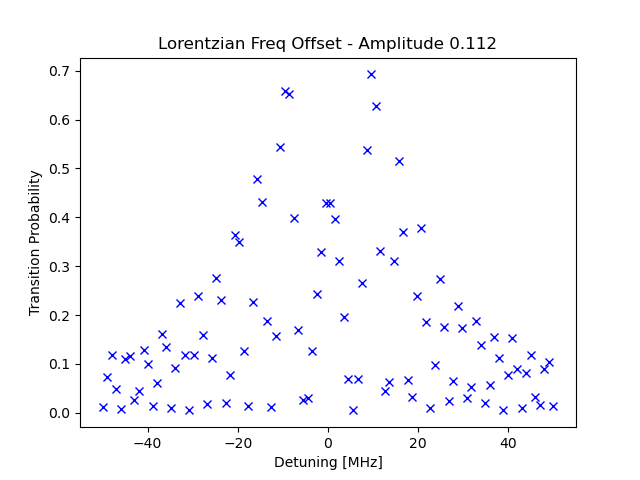 Lorentzian Freq Offset - Amplitude 0.112
0.7
0.6
0.5
0.4
0.3
0.2
0.1
0.0
Transition Probability
−40 −20 0 20 40
Detuning [MHz]